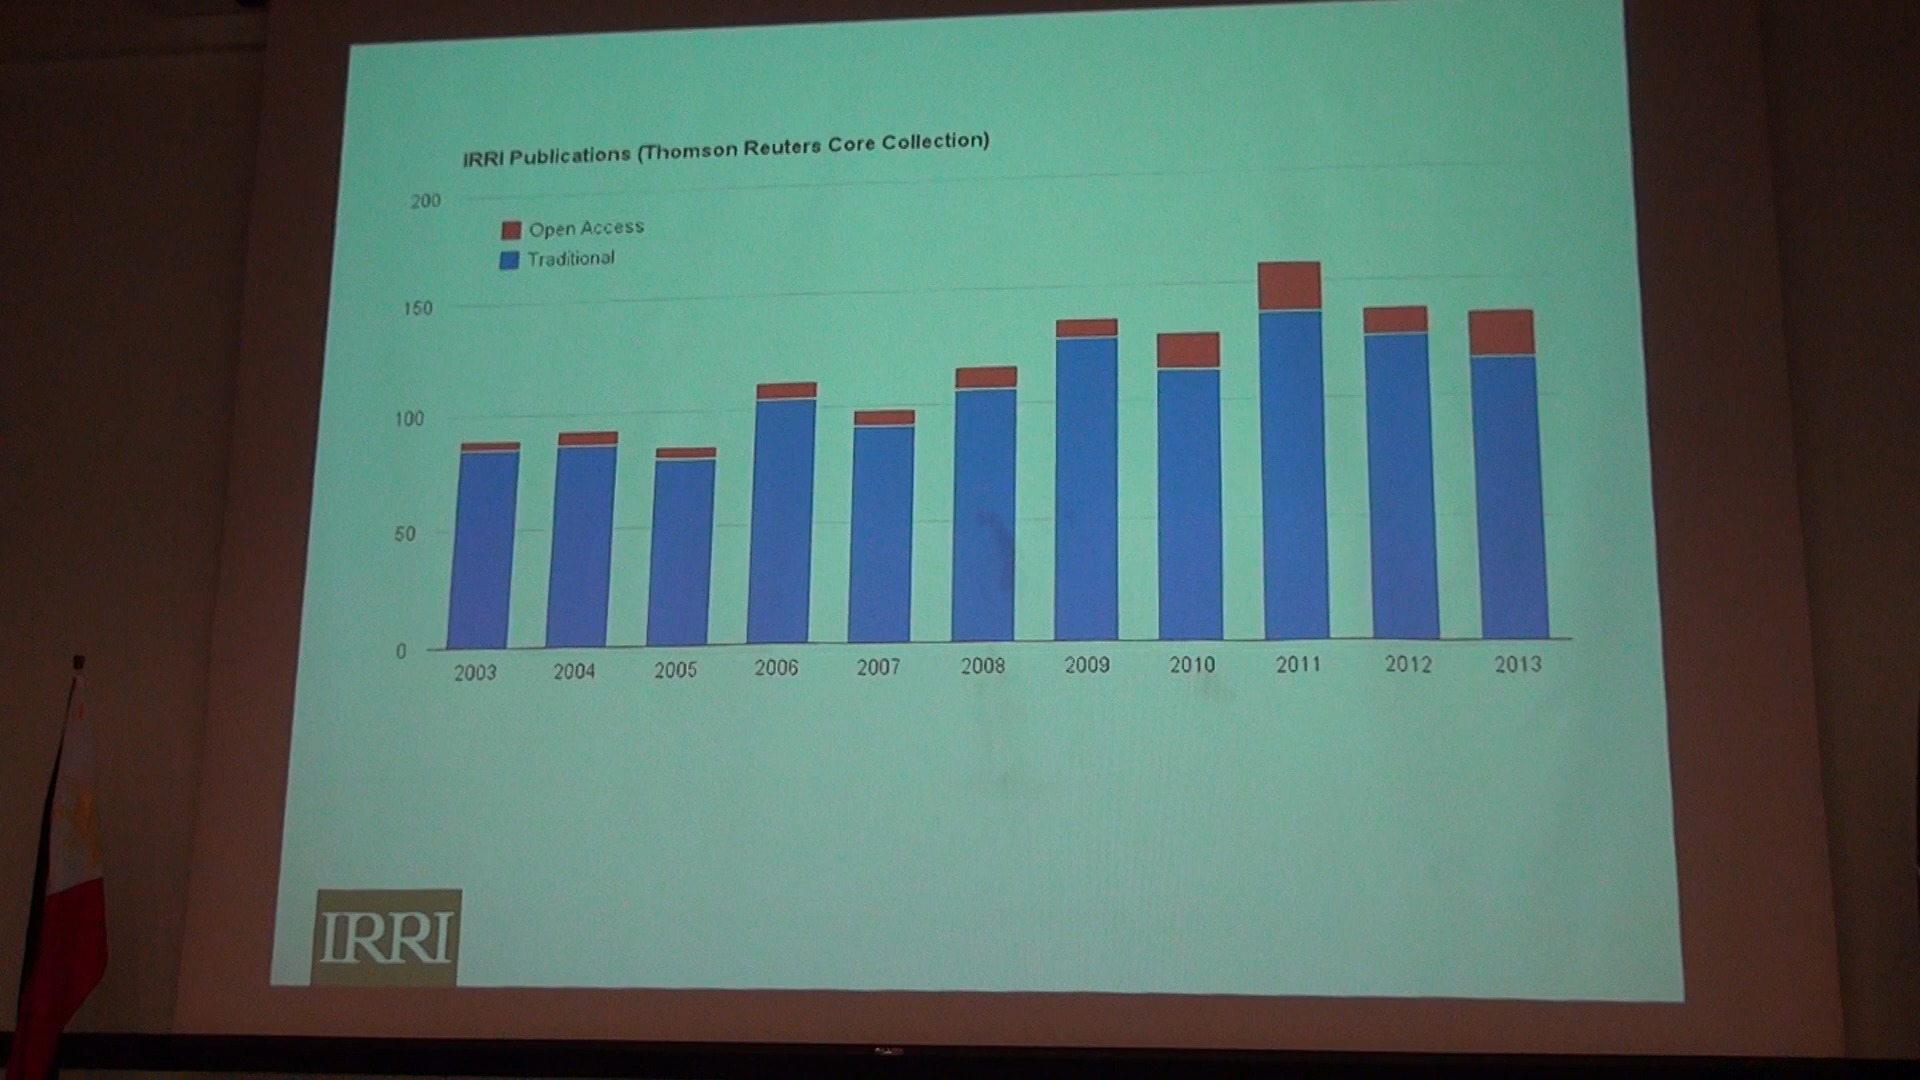 IRRI Publications (Thomson Reuters Core Collection)
200
Open Access
Traditional
150
100
50
0
2003 2004 2005 2006 2007 2008 2009 2010 2011 2012 2013
IRRI